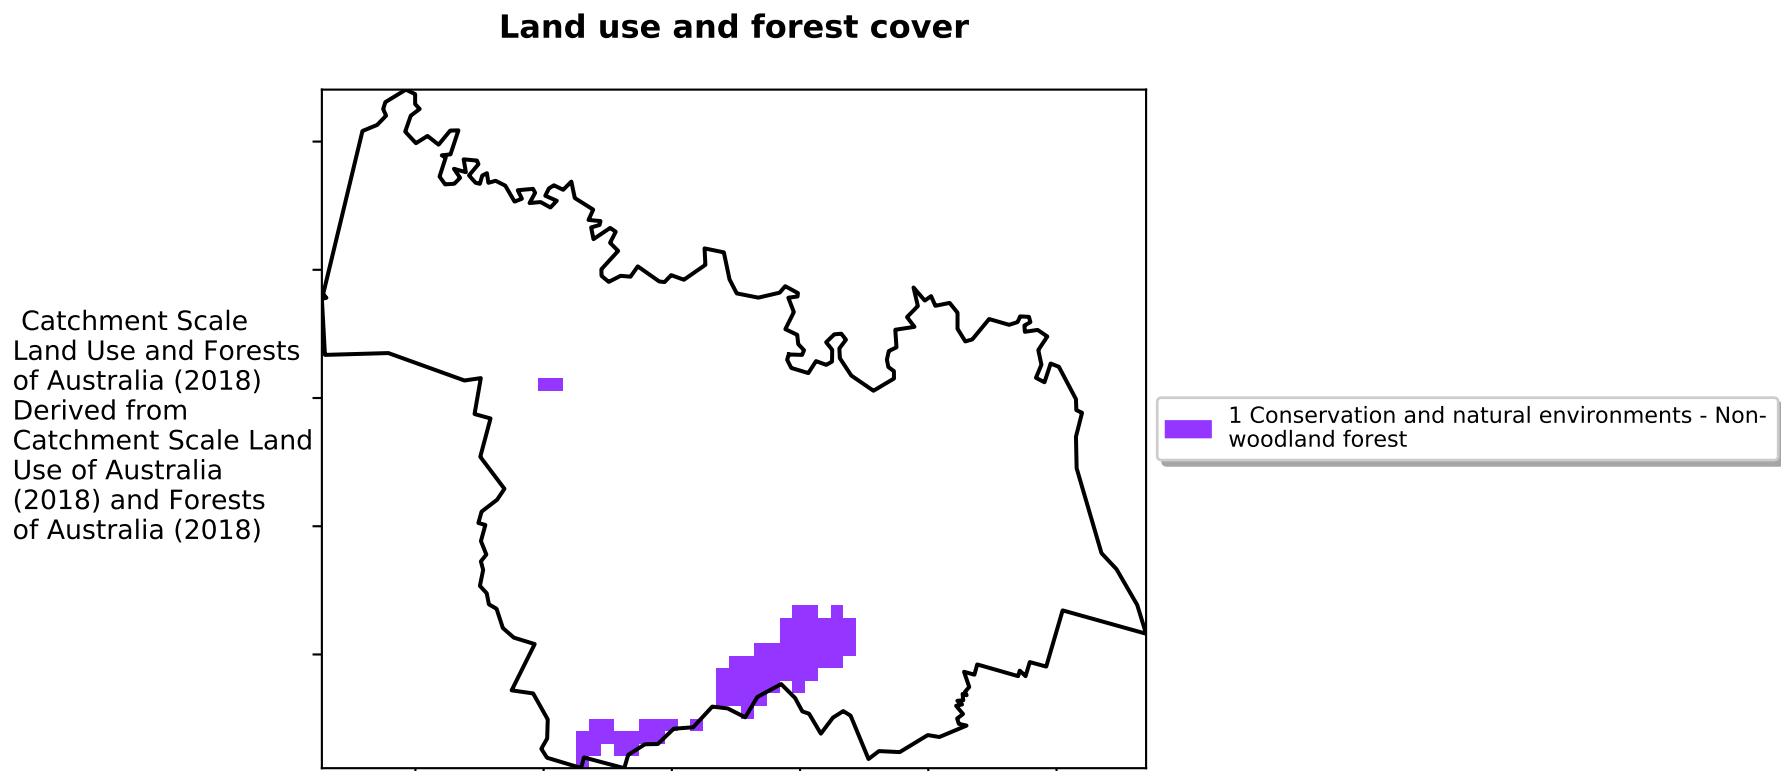 Land use and forest cover
Catchment Scale
Land Use and Forests
of Australia (2018)
Derived from
Catchment Scale Land
Use of Australia
(2018) and Forests
of Australia (2018)
1 Conservation and natural environments - Non-
woodland forest